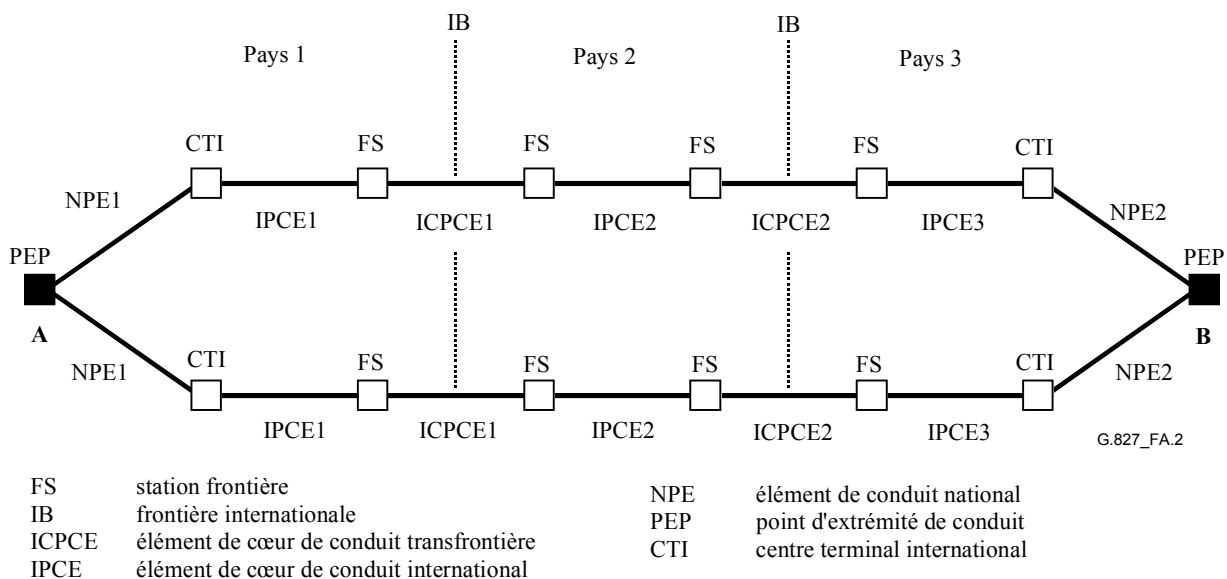 IB IB
Pays 1 Pays 2 Pays 3
CTI FS FS FS FS CTI
NPE1 IPCE1 ICPCE1 IPCE2 ICPCE2 IPCE3 NPE2
PEP PEP
A B
NPE1 CTI FS FS FS FS CTI NPE2
IPCE1 ICPCE1 IPCE2 ICPCE2 IPCE3
G.827_FA.2
FS station frontière
IB frontière internationale
ICPCE élément de cœur de conduit transfrontière
IPCE élément de cœur de conduit international
NPE élément de conduit national
PEP point d'extrémité de conduit
CTI centre terminal international